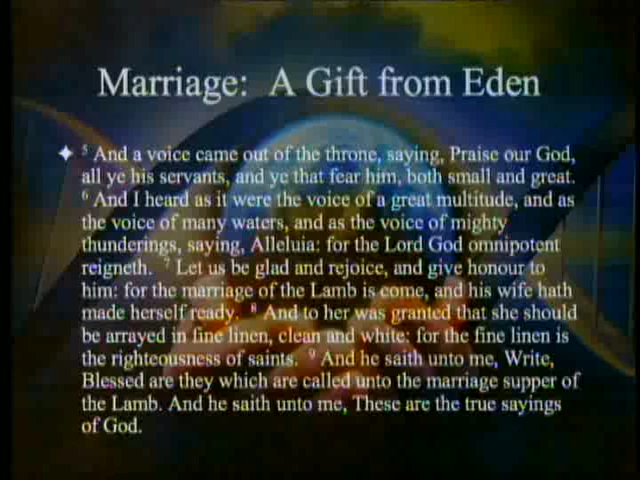 Marriage: A Gift from Eden
5 And a voice came out of the throne, saying, Praise our God,
all ye his servants, and ye that fear him, both small and great.
6 And I heard as it were the voice of a great multitude, and as
the voice of many waters, and as the voice of mighty
thunderings, saying, Alleluia: for the Lord God omnipotent
reigneth. 7 Let us be glad and rejoice, and give honour to
him: for the marriage of the Lamb is come, and his wife hath
made herself ready. 8 And to her was granted that she should
be arrayed in fine linen, clean and white: for the fine linen is
the righteousness of saints. 9 And he saith unto me, Write,
Blessed are they which are called unto the marriage supper of
the Lamb. And he saith unto me, These are the true sayings
of God.